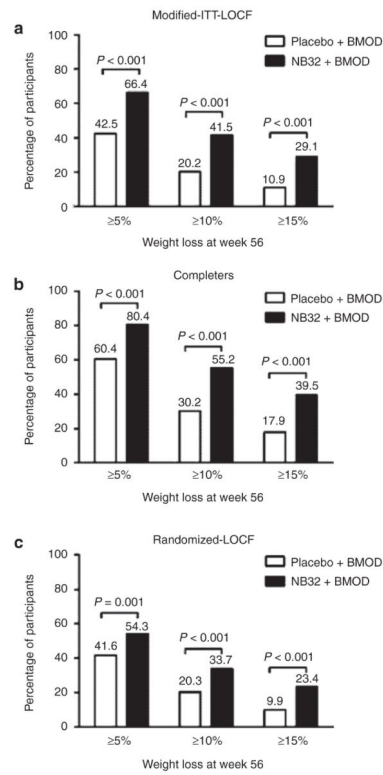 a
Modified-ITT-LOCF
Percentage of participants
100
80
60
40
20
0
Placebo + BMOD
NB32 + BMOD
P < 0.001
42.5
66.4
P < 0.001
20.2
41.5
P < 0.001
10.9
29.1
≥5%
≥10%
≥15%
Weight loss at week 56
b
Completers
Percentage of participants
100
80
60
40
20
0
Placebo + BMOD
NB32 + BMOD
P < 0.001
60.4
80.4
P < 0.001
30.2
55.2
P < 0.001
17.9
39.5
≥5%
≥10%
≥15%
Weight loss at week 56
c
Randomized-LOCF
Percentage of participants
100
80
60
40
20
0
Placebo + BMOD
NB32 + BMOD
P = 0.001
41.6
54.3
P < 0.001
20.3
33.7
P < 0.001
9.9
23.4
≥5%
≥10%
≥15%
Weight loss at week 56